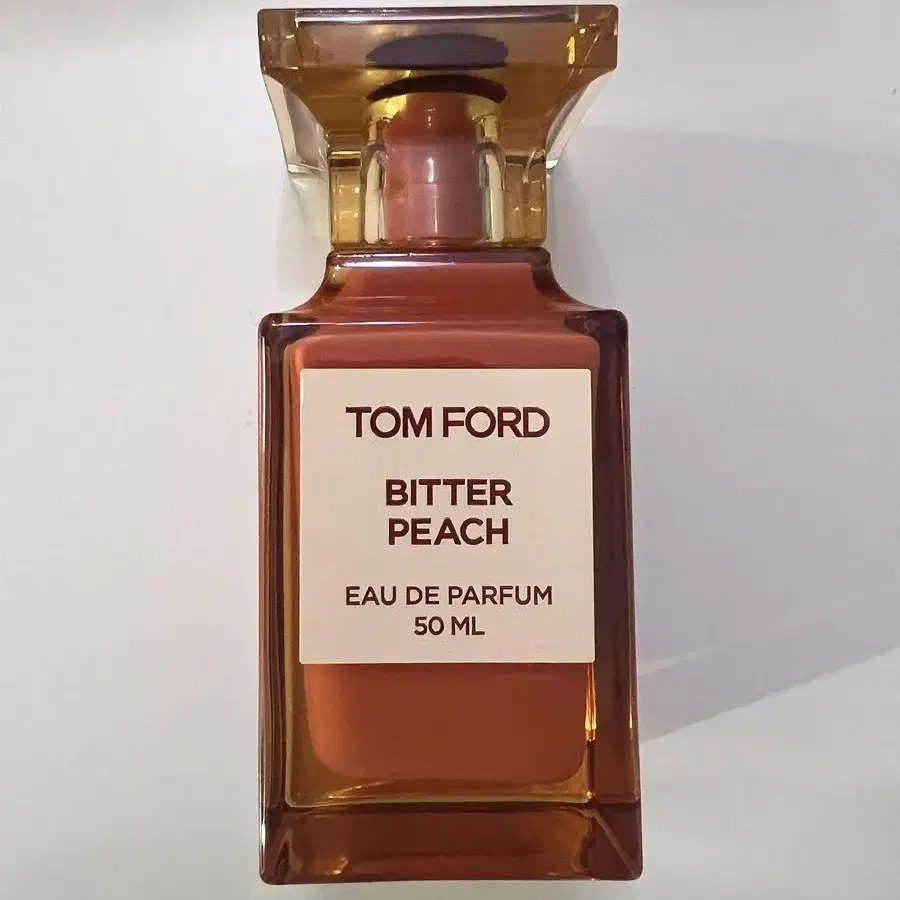 TOM FORD
BITTER
PEACH
EAU DE PARFUM
50 ML